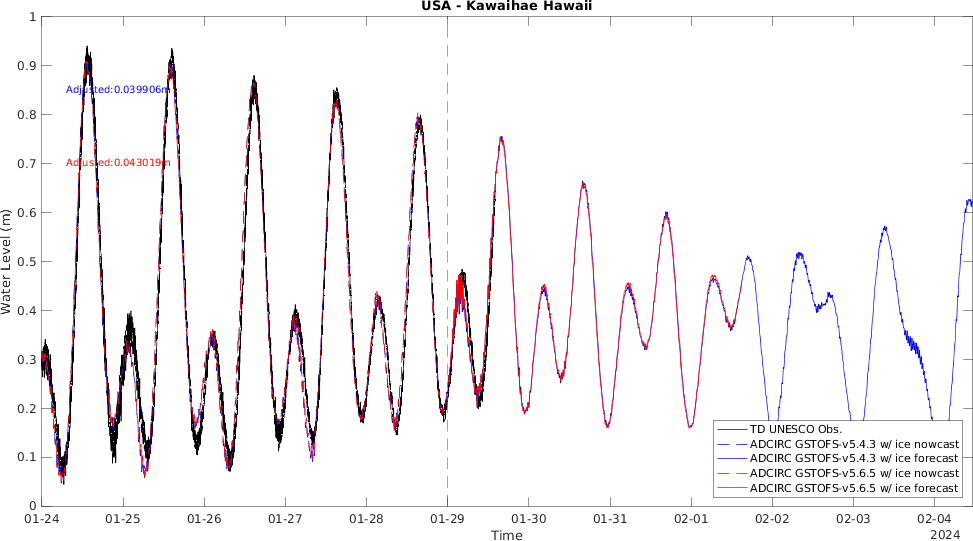 USA - Kawaihae Hawaii
1
0.9
0.8
0.7
0.6
0.5
0.4
0.3
0.2
0.1
0
Water Level (m)
Adjusted:0.039906m
Adjusted:0.043019m
TD UNESCO Obs.
ADCIRC GSTOFS-v5.4.3 w/ ice nowcast
ADCIRC GSTOFS-v5.4.3 w/ ice forecast
ADCIRC GSTOFS-v5.6.5 w/ ice nowcast
ADCIRC GSTOFS-v5.6.5 w/ ice forecast
01-24 01-25 01-26 01-27 01-28 01-29 01-30 01-31 02-01 02-02 02-03 02-04
2024
Time